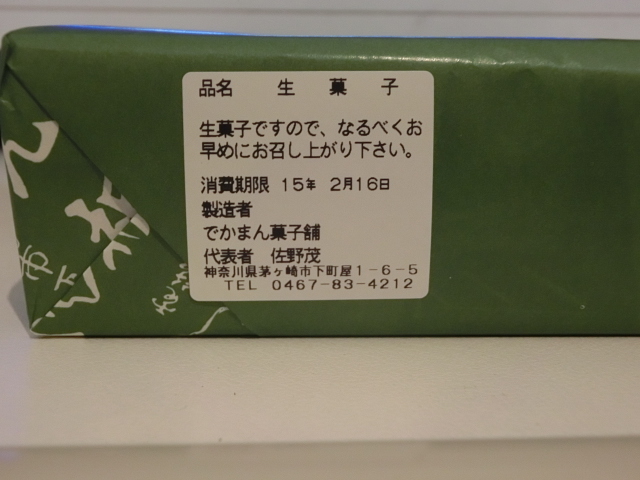 品名 生菓子
生菓子ですので、なるべくお
早めにお召し上がり下さい。
消費期限 15年 2月16日
製造者
でかまん菓子舗
代表者 佐野茂
神奈川県茅ヶ崎市下町屋1-6-5
TEL 0467-83-4212